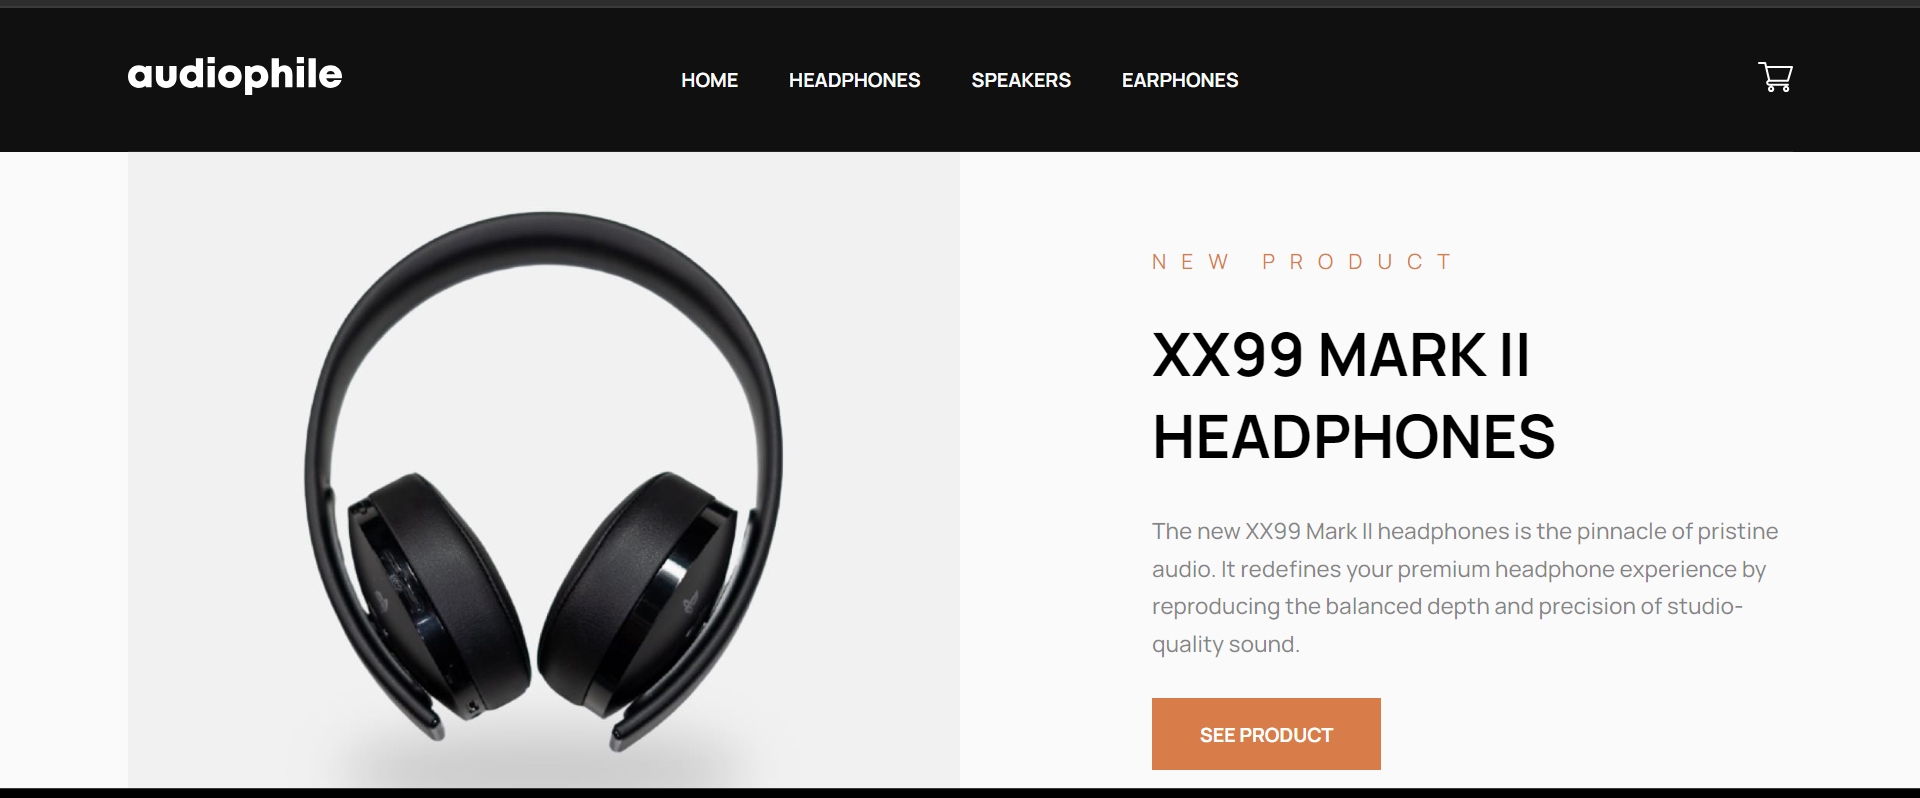 audiophile
HOME HEADPHONES SPEAKERS EARPHONES
NEW PRODUCT
XX99 MARK II
HEADPHONES
The new XX99 Mark II headphones is the pinnacle of pristine
audio. It redefines your premium headphone experience by
reproducing the balanced depth and precision of studio-
quality sound.
SEE PRODUCT